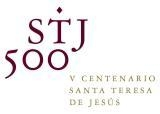 STJ
500
V CENTENARIO
SANTA TERESA
DE JESÚS